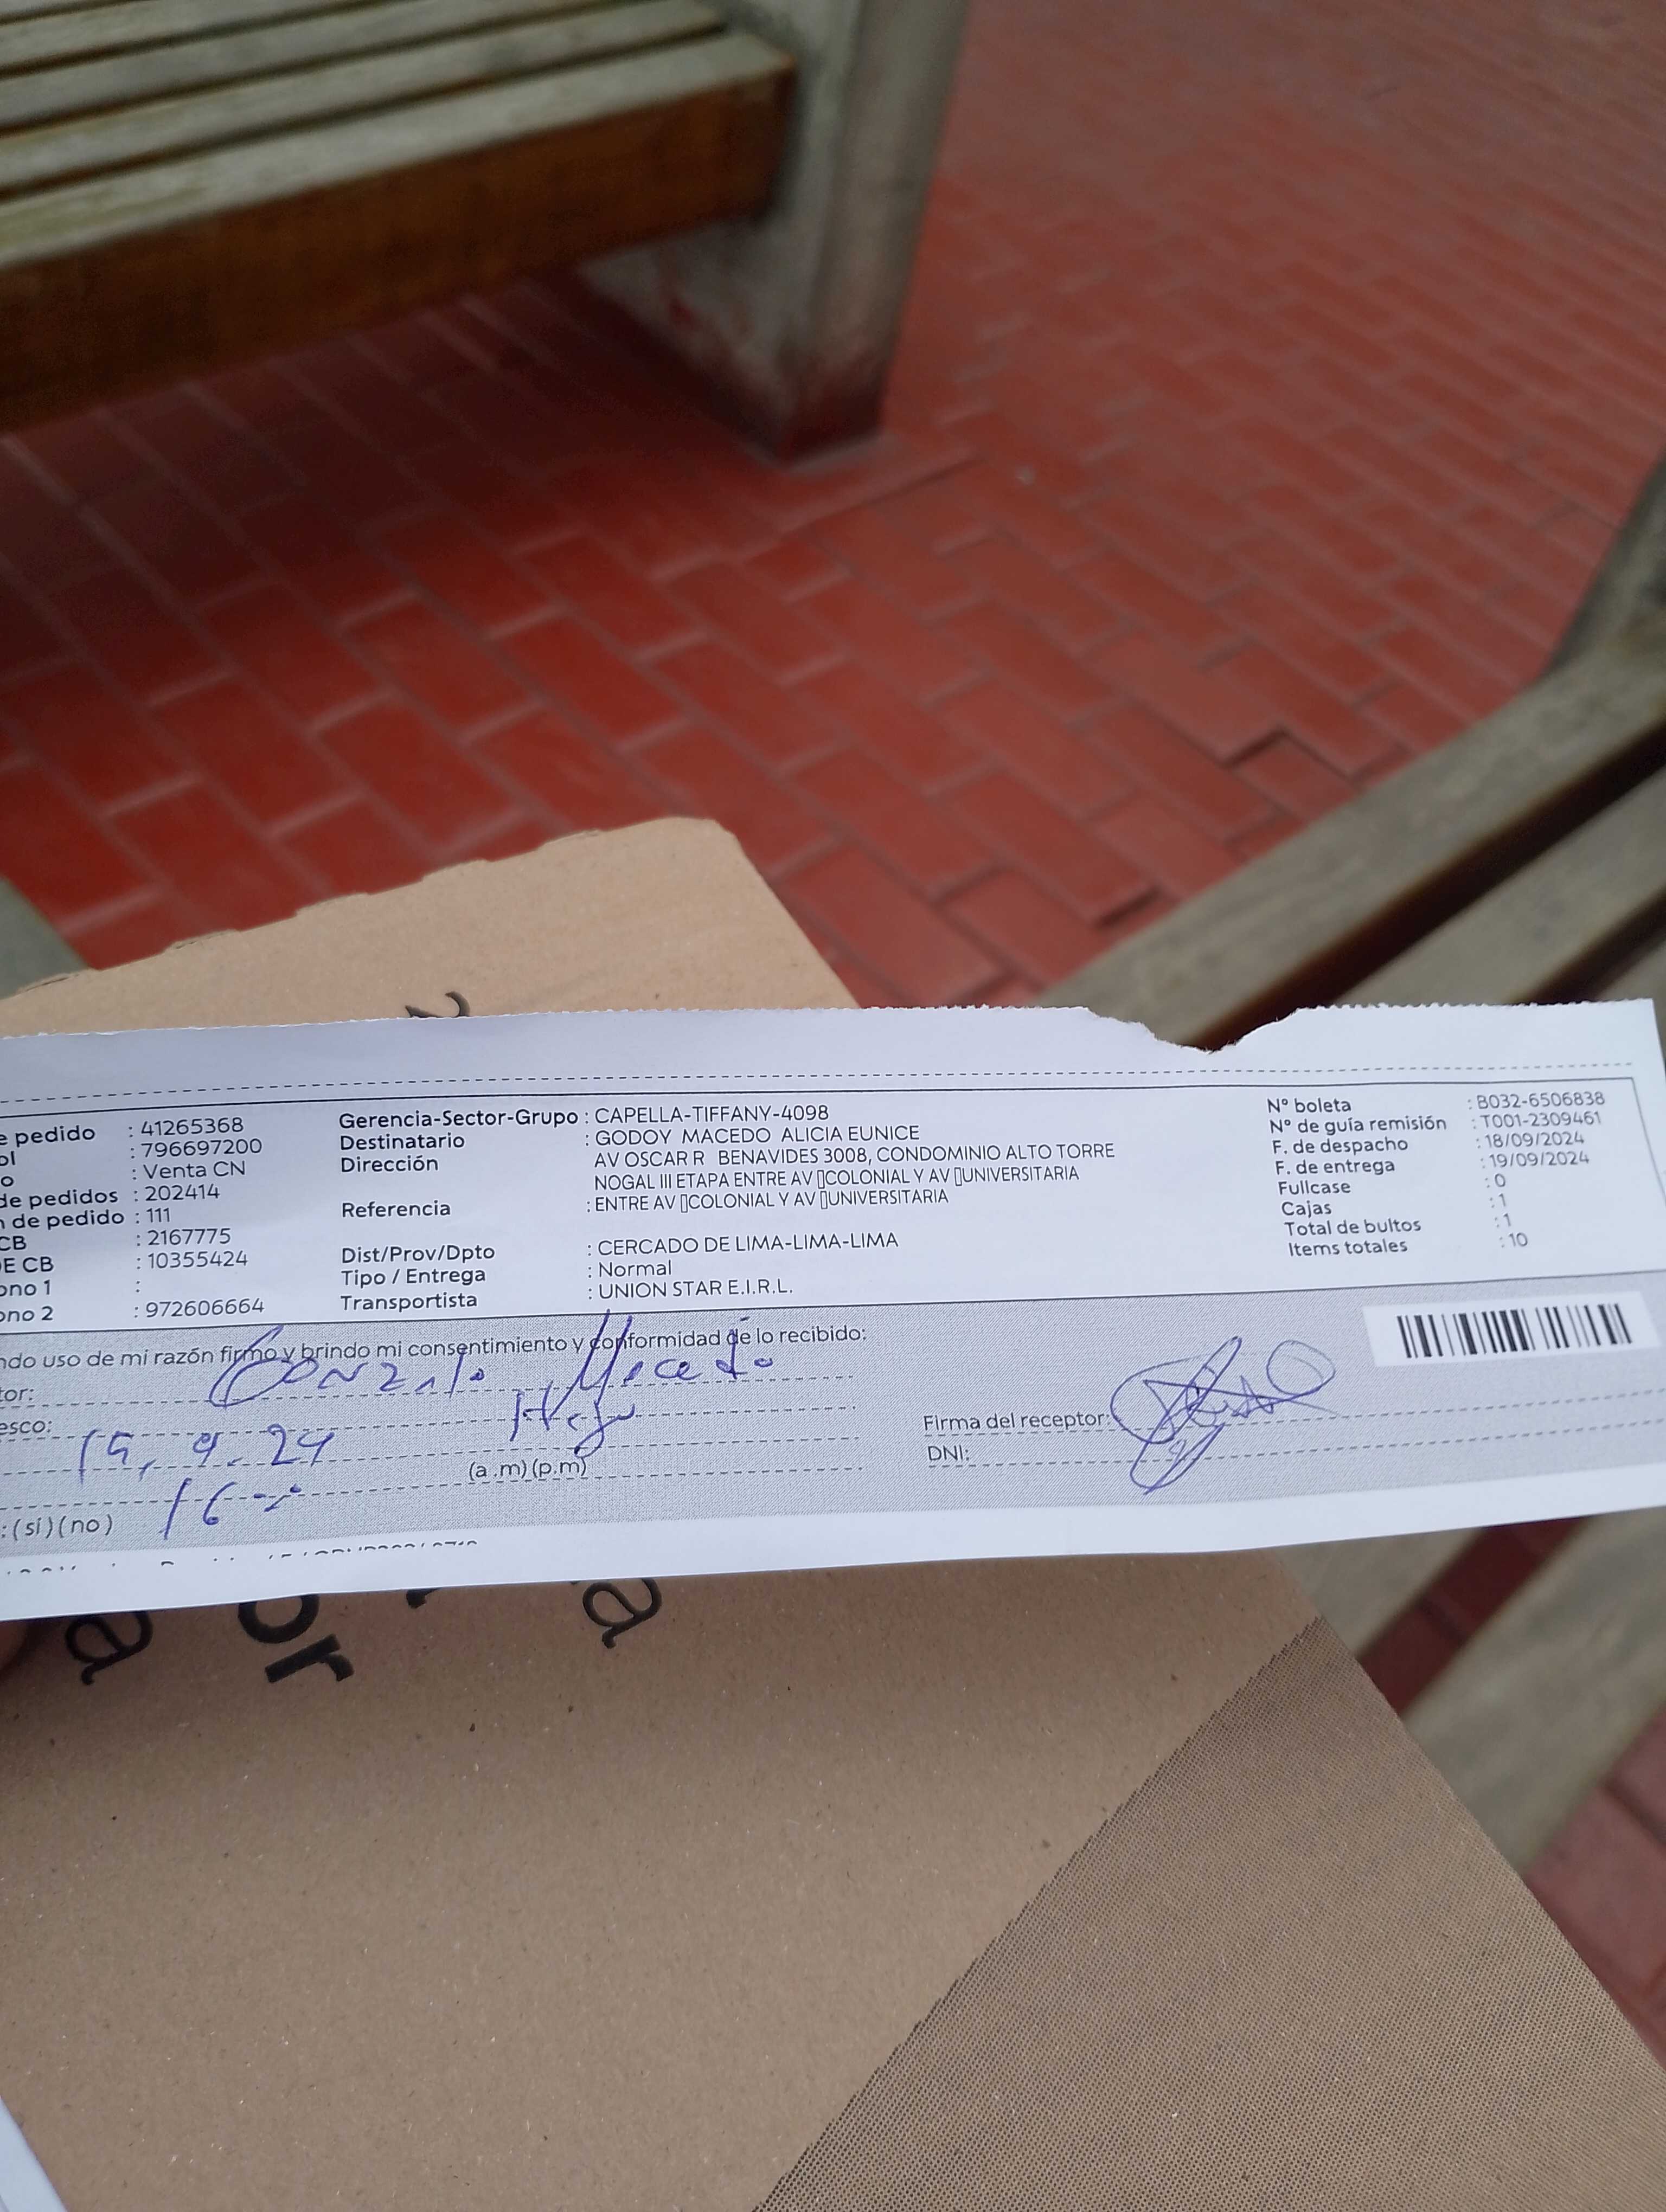 e pedido : 41265368
ol : 796697200
o : Venta CN
de pedidos : 202414
n de pedido : 111
CB : 2167775
E CB : 10355424
ono 1 :
ono 2 : 972606664
Gerencia-Sector-Grupo : CAPELLA-TIFFANY-4098
Destinatario : GODOY MACEDO ALICIA EUNICE
Dirección AV OSCAR R BENAVIDES 3008, CONDOMINIO ALTO TORRE
NOGAL III ETAPA ENTRE AV ▯COLONIAL Y AV ▯UNIVERSITARIA
Referencia : ENTRE AV ▯COLONIAL Y AV ▯UNIVERSITARIA
Dist/Prov/Dpto : CERCADO DE LIMA-LIMA-LIMA
Tipo / Entrega : Normal
Transportista : UNION STAR E.I.R.L.
N° boleta : B032-6506838
N° de guía remisión : T001-2309461
F. de despacho : 18/09/2024
F. de entrega : 19/09/2024
Fullcase : 0
Cajas : 1
Total de bultos : 1
Items totales : 10
ndo uso de mi razón firmo y brindo mi consentimiento y conformidad de lo recibido:
tor: Gonzalo Macedo
esco: Hijo
19, 9. 24
(a .m) (p.m)
: (si) (no)
Firma del receptor:
DNI:
a
or
a